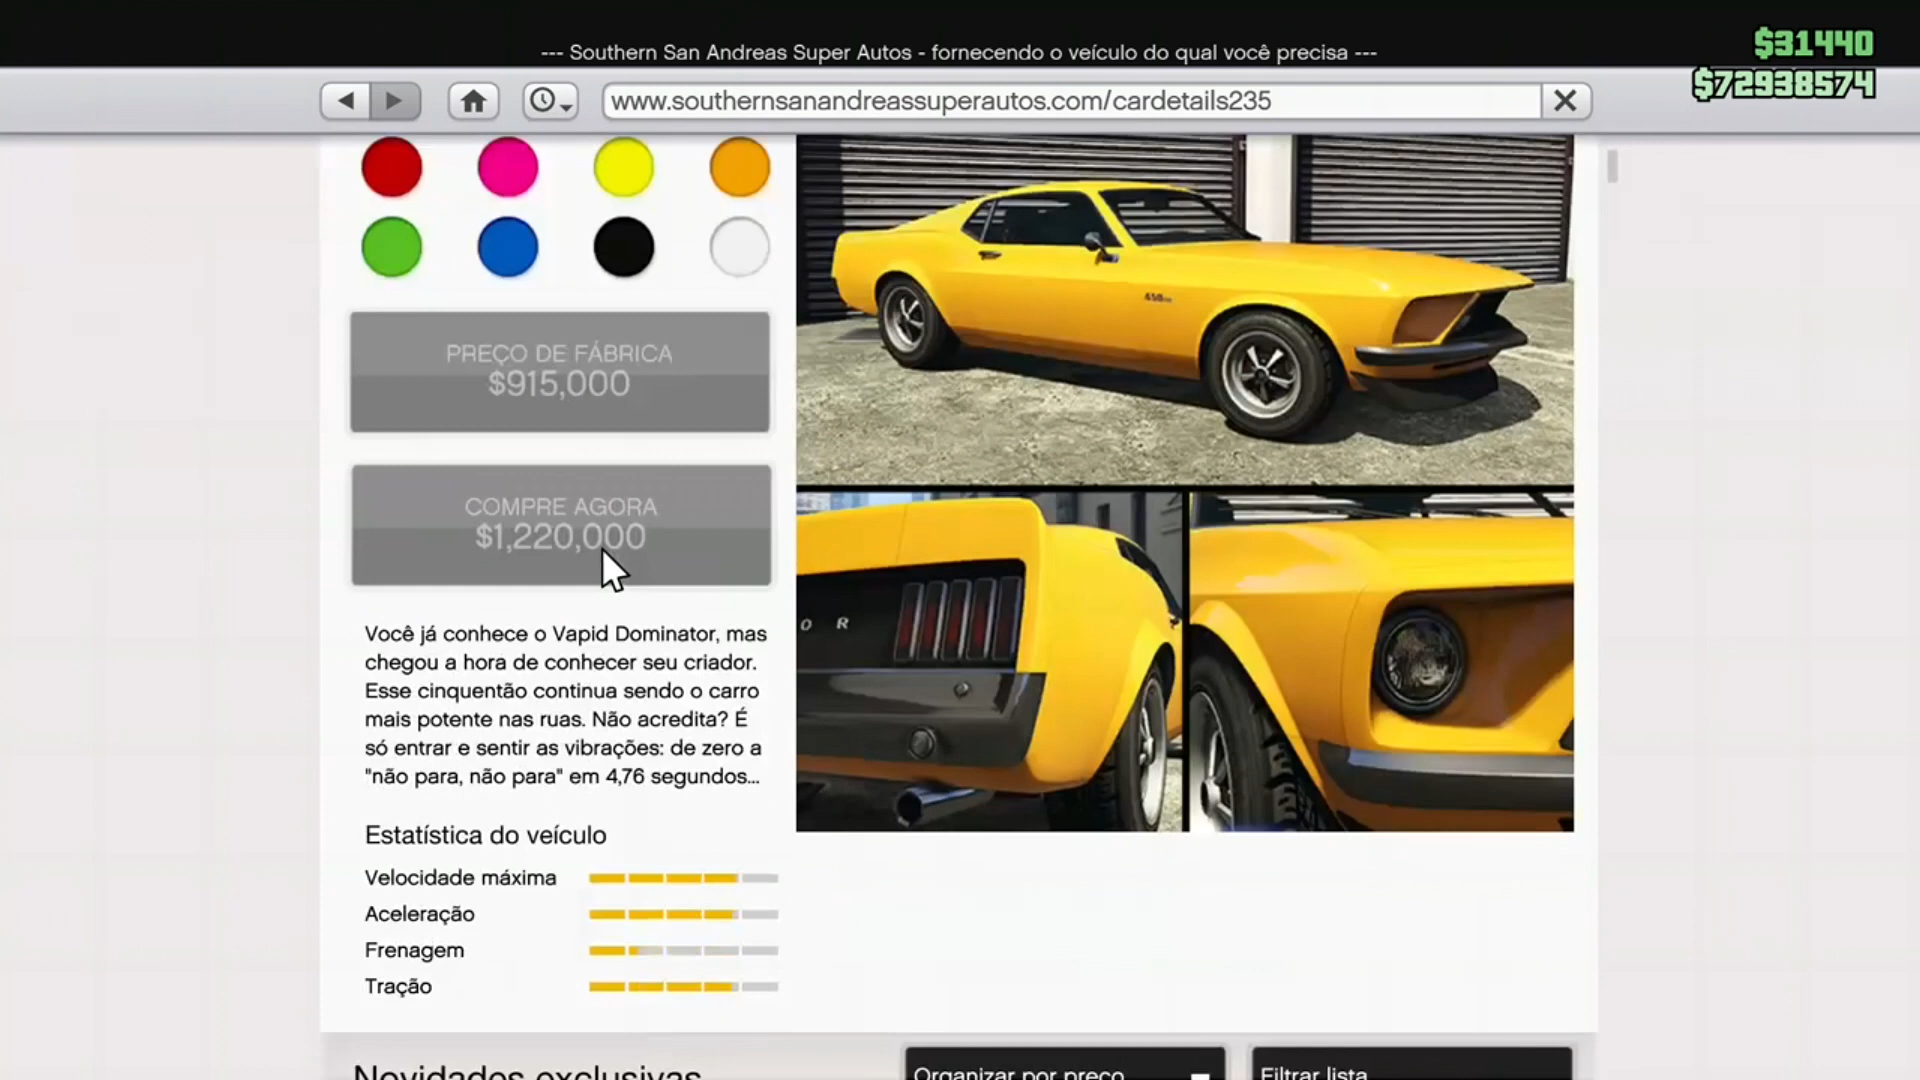 --- Southern San Andreas Super Autos - fornecendo o veículo do qual você precisa ---
$31440
$72938574
www.southernsanandreassuperautos.com/cardetails235
PREÇO DE FÁBRICA
$915,000
COMPRE AGORA
$1,220,000
Você já conhece o Vapid Dominator, mas
chegou a hora de conhecer seu criador.
Esse cinquentão continua sendo o carro
mais potente nas ruas. Não acredita? É
só entrar e sentir as vibrações: de zero a
"não para, não para" em 4,76 segundos...
O R
Estatística do veículo
Velocidade máxima
Aceleração
Frenagem
Tração
Novidades exclusivas
Organizar por preço
Filtrar lista